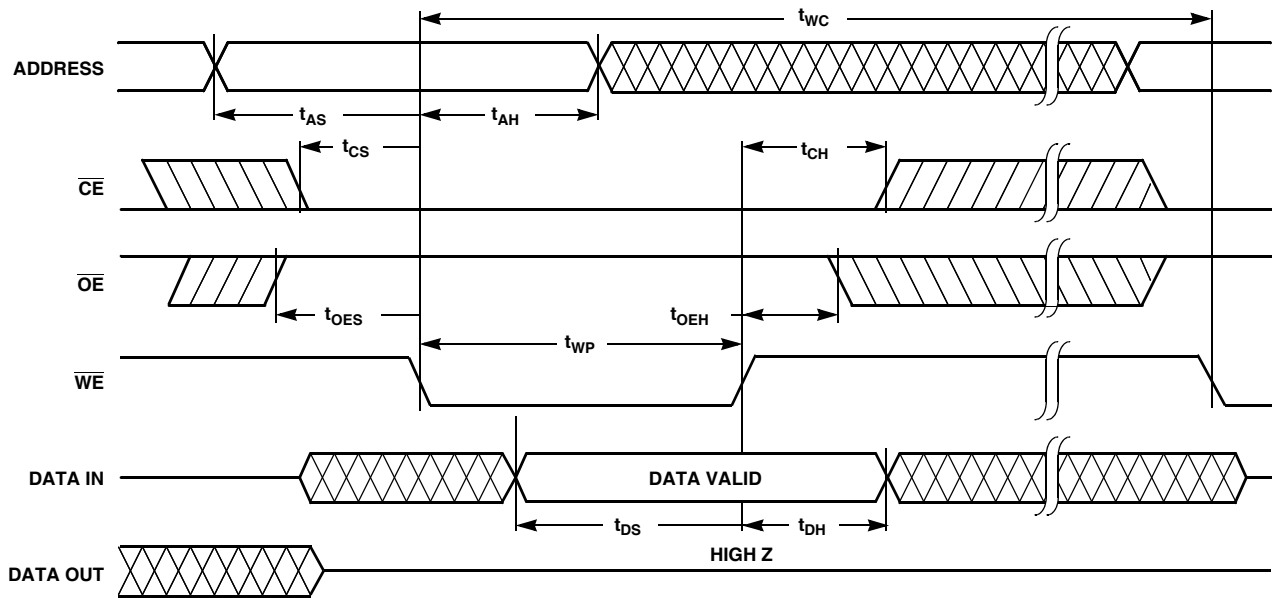 tWC
ADDRESS
tAS
tAH
tCS
tCH
CE
OE
tOES
tOEH
tWP
WE
DATA IN
DATA VALID
tDS
tDH
HIGH Z
DATA OUT